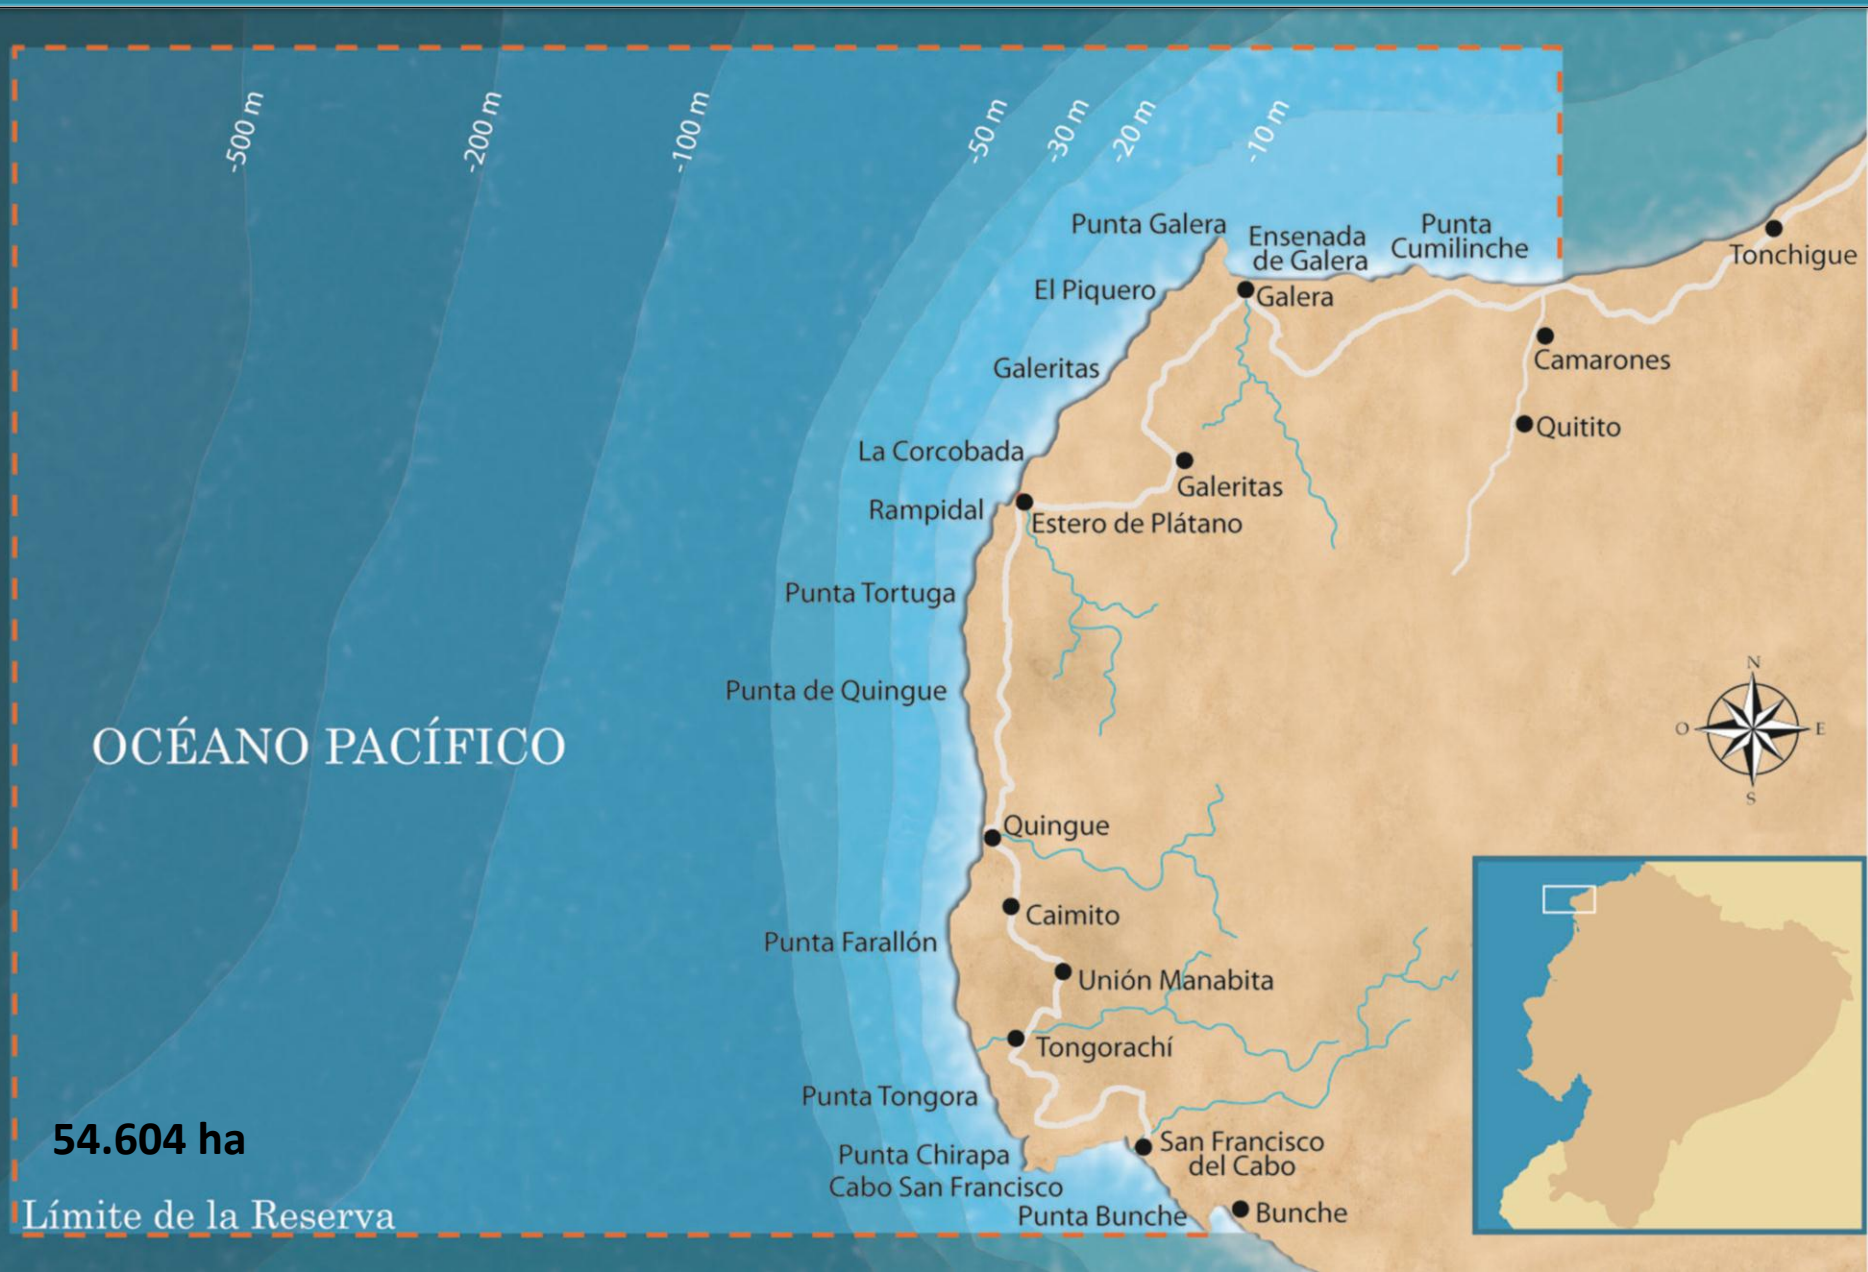 -500 m
-200 m
-100 m
-50 m
-30 m
-20 m
-10 m
Punta Galera
Ensenada
de Galera
Punta
Cumilinche
Tonchigue
El Piquero
Galera
Galeritas
Camarones
Quitito
La Corcobada
Galeritas
Rampidal
Estero de Plátano
Punta Tortuga
Punta de Quingue
N
O
E
S
OCÉANO PACÍFICO
Quingue
Caimito
Punta Farallón
Unión Manabita
Tongorachí
Punta Tongora
54.604 ha
San Francisco
del Cabo
Punta Chirapa
Cabo San Francisco
Punta Bunche
Bunche
Límite de la Reserva